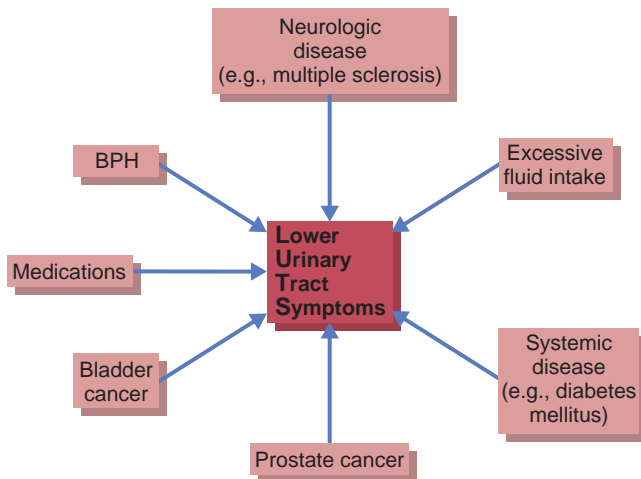 Neurologic
disease
(e.g., multiple sclerosis)
BPH
Excessive
fluid intake
Lower
Urinary
Tract
Symptoms
Medications
Bladder
cancer
Systemic
disease
(e.g., diabetes
mellitus)
Prostate cancer